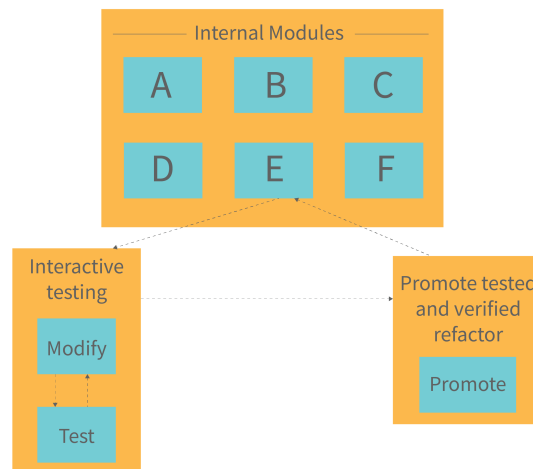 Internal Modules
A B C
D E F
Interactive
testing
Modify
Test
Promote tested
and verified
refactor
Promote